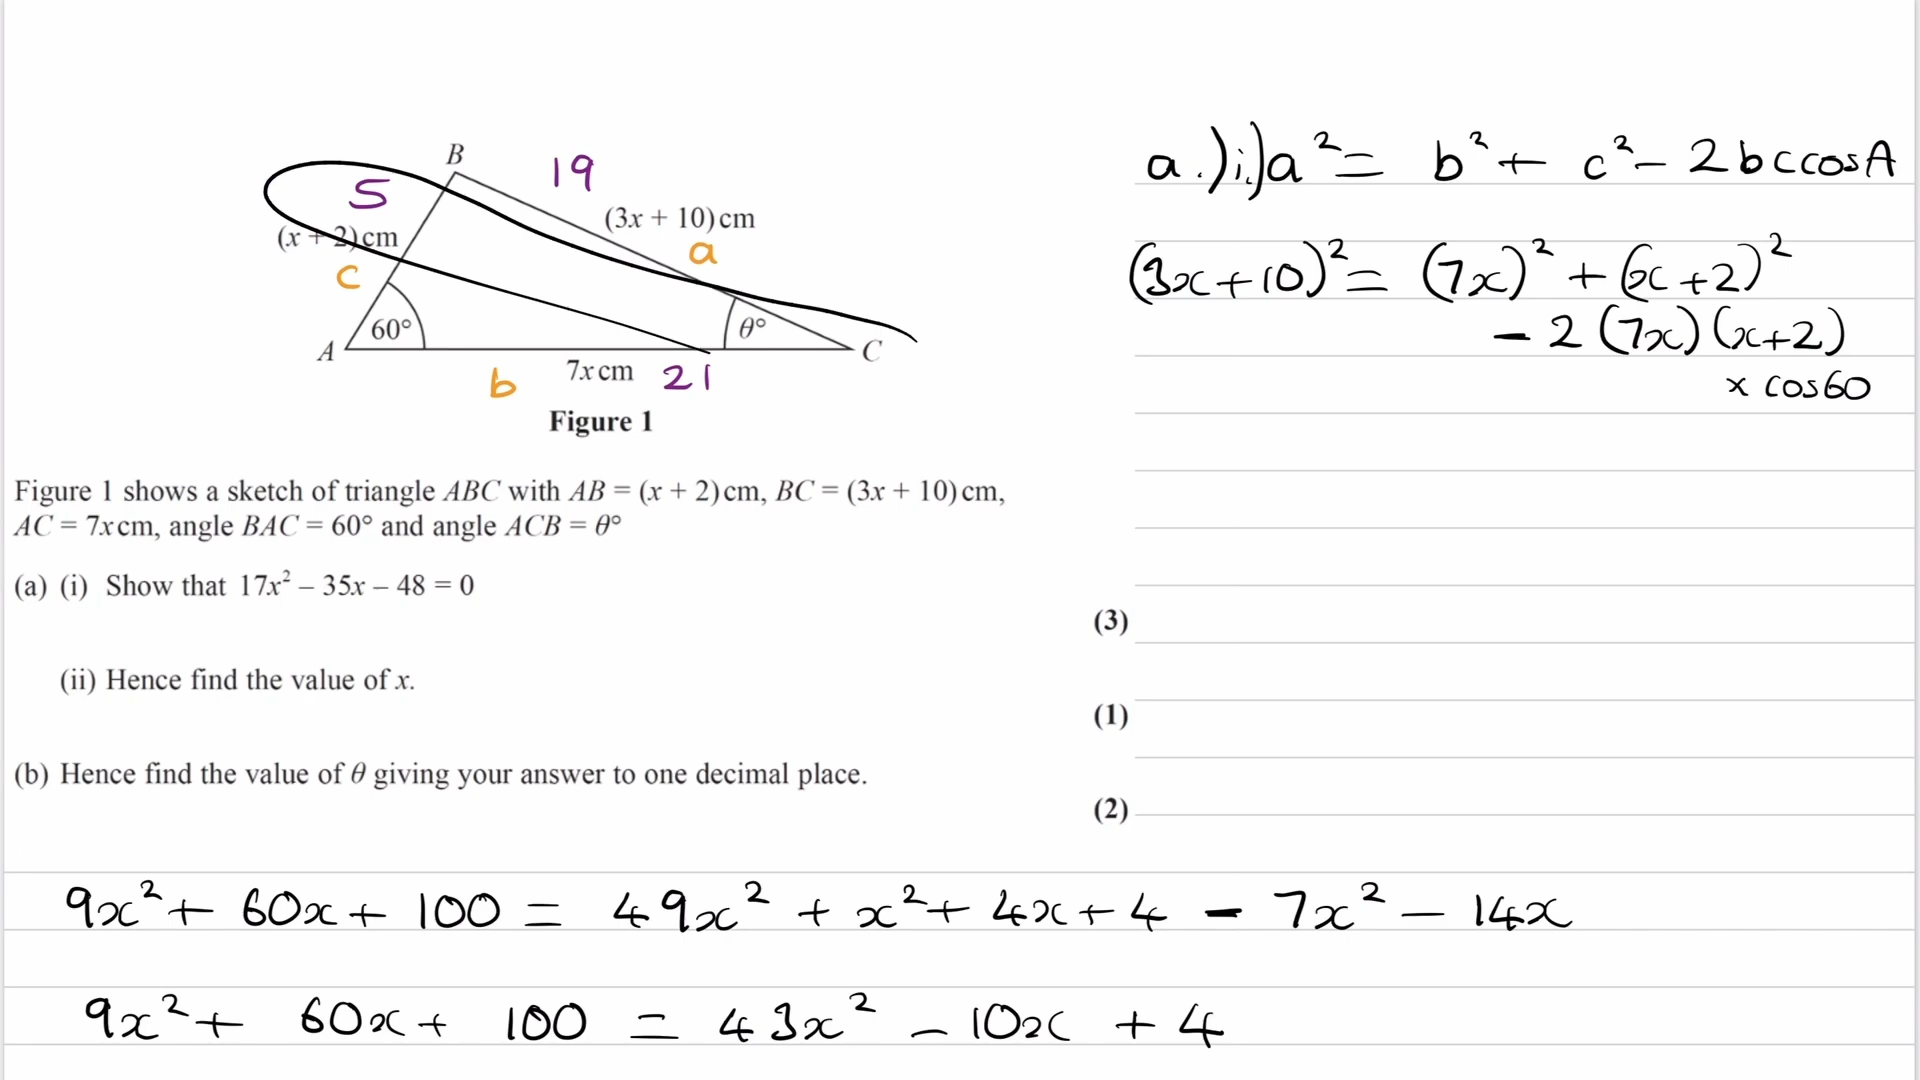 B
19
5
(3x + 10) cm
(x + 2) cm
a
c
60°
θ°
A
C
7x cm
21
b
Figure 1
Figure 1 shows a sketch of triangle ABC with AB = (x + 2) cm, BC = (3x + 10) cm,
AC = 7x cm, angle BAC = 60° and angle ACB = θ°
(a) (i) Show that 17x² – 35x – 48 = 0
(3)
(ii) Hence find the value of x.
(1)
(b) Hence find the value of θ giving your answer to one decimal place.
(2)
a.) i.) a² = b² + c² – 2bccosA
(3x+10)² = (7x)² + (x+2)²
– 2 (7x) (x+2)
x cos60
9x² + 60x + 100 = 49x² + x² + 4x + 4 – 7x² – 14x
9x² + 60x + 100 = 43x² – 10x + 4